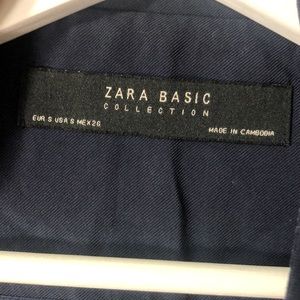 ZARA BASIC
COLLECTION
EUR S USA S MEX 26
MADE IN CAMBODIA